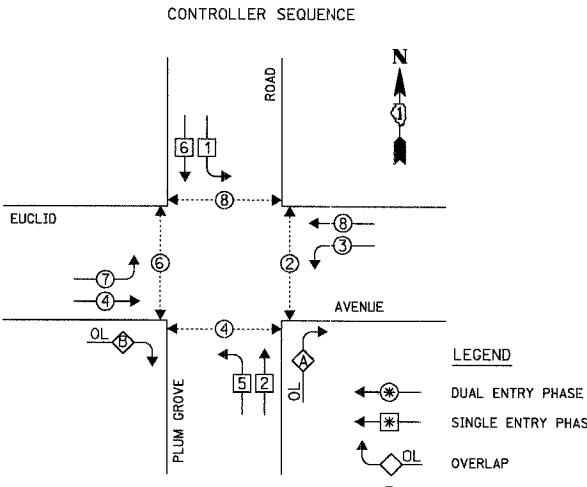 CONTROLLER SEQUENCE
ROAD
N
1
6 1
8
EUCLID
8
3
7
6
2
4
AVENUE
OL B
4
A
OL
5 2
PLUM GROVE
LEGEND
* DUAL ENTRY PHASE
* SINGLE ENTRY PHAS
OL OVERLAP